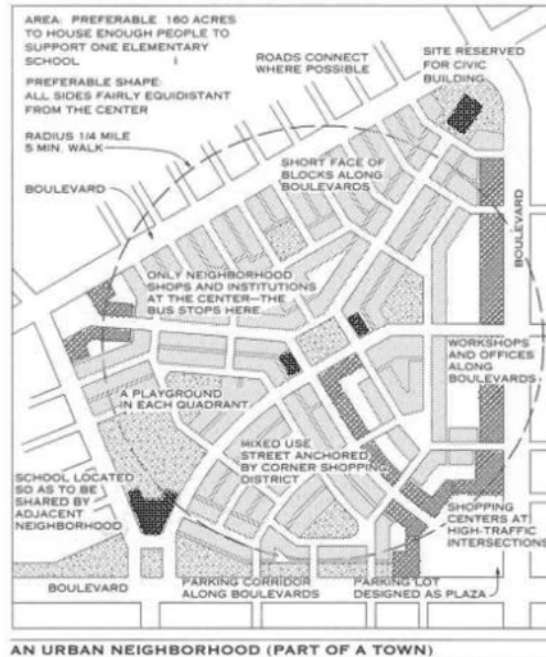 AREA: PREFERABLE 160 ACRES
TO HOUSE ENOUGH PEOPLE TO
SUPPORT ONE ELEMENTARY
SCHOOL
PREFERABLE SHAPE:
ALL SIDES FAIRLY EQUIDISTANT
FROM THE CENTER
RADIUS 1/4 MILE
5 MIN. WALK
BOULEVARD
ROADS CONNECT
WHERE POSSIBLE
SITE RESERVED
FOR CIVIC
BUILDING
SHORT FACE OF
BLOCKS ALONG
BOULEVARDS
BOULEVARD
ONLY NEIGHBORHOOD
SHOPS AND INSTITUTIONS
AT THE CENTER—THE
BUS STOPS HERE
WORKSHOPS
AND OFFICES
ALONG
BOULEVARDS
A PLAYGROUND
IN EACH QUADRANT
MIXED USE
STREET ANCHORED
BY CORNER SHOPPING
DISTRICT
SCHOOL LOCATED
SO AS TO BE
SHARED BY
ADJACENT
NEIGHBORHOOD
SHOPPING
CENTERS AT
HIGH-TRAFFIC
INTERSECTIONS
BOULEVARD
PARKING CORRIDOR
ALONG BOULEVARDS
PARKING LOT
DESIGNED AS PLAZA
AN URBAN NEIGHBORHOOD (PART OF A TOWN)